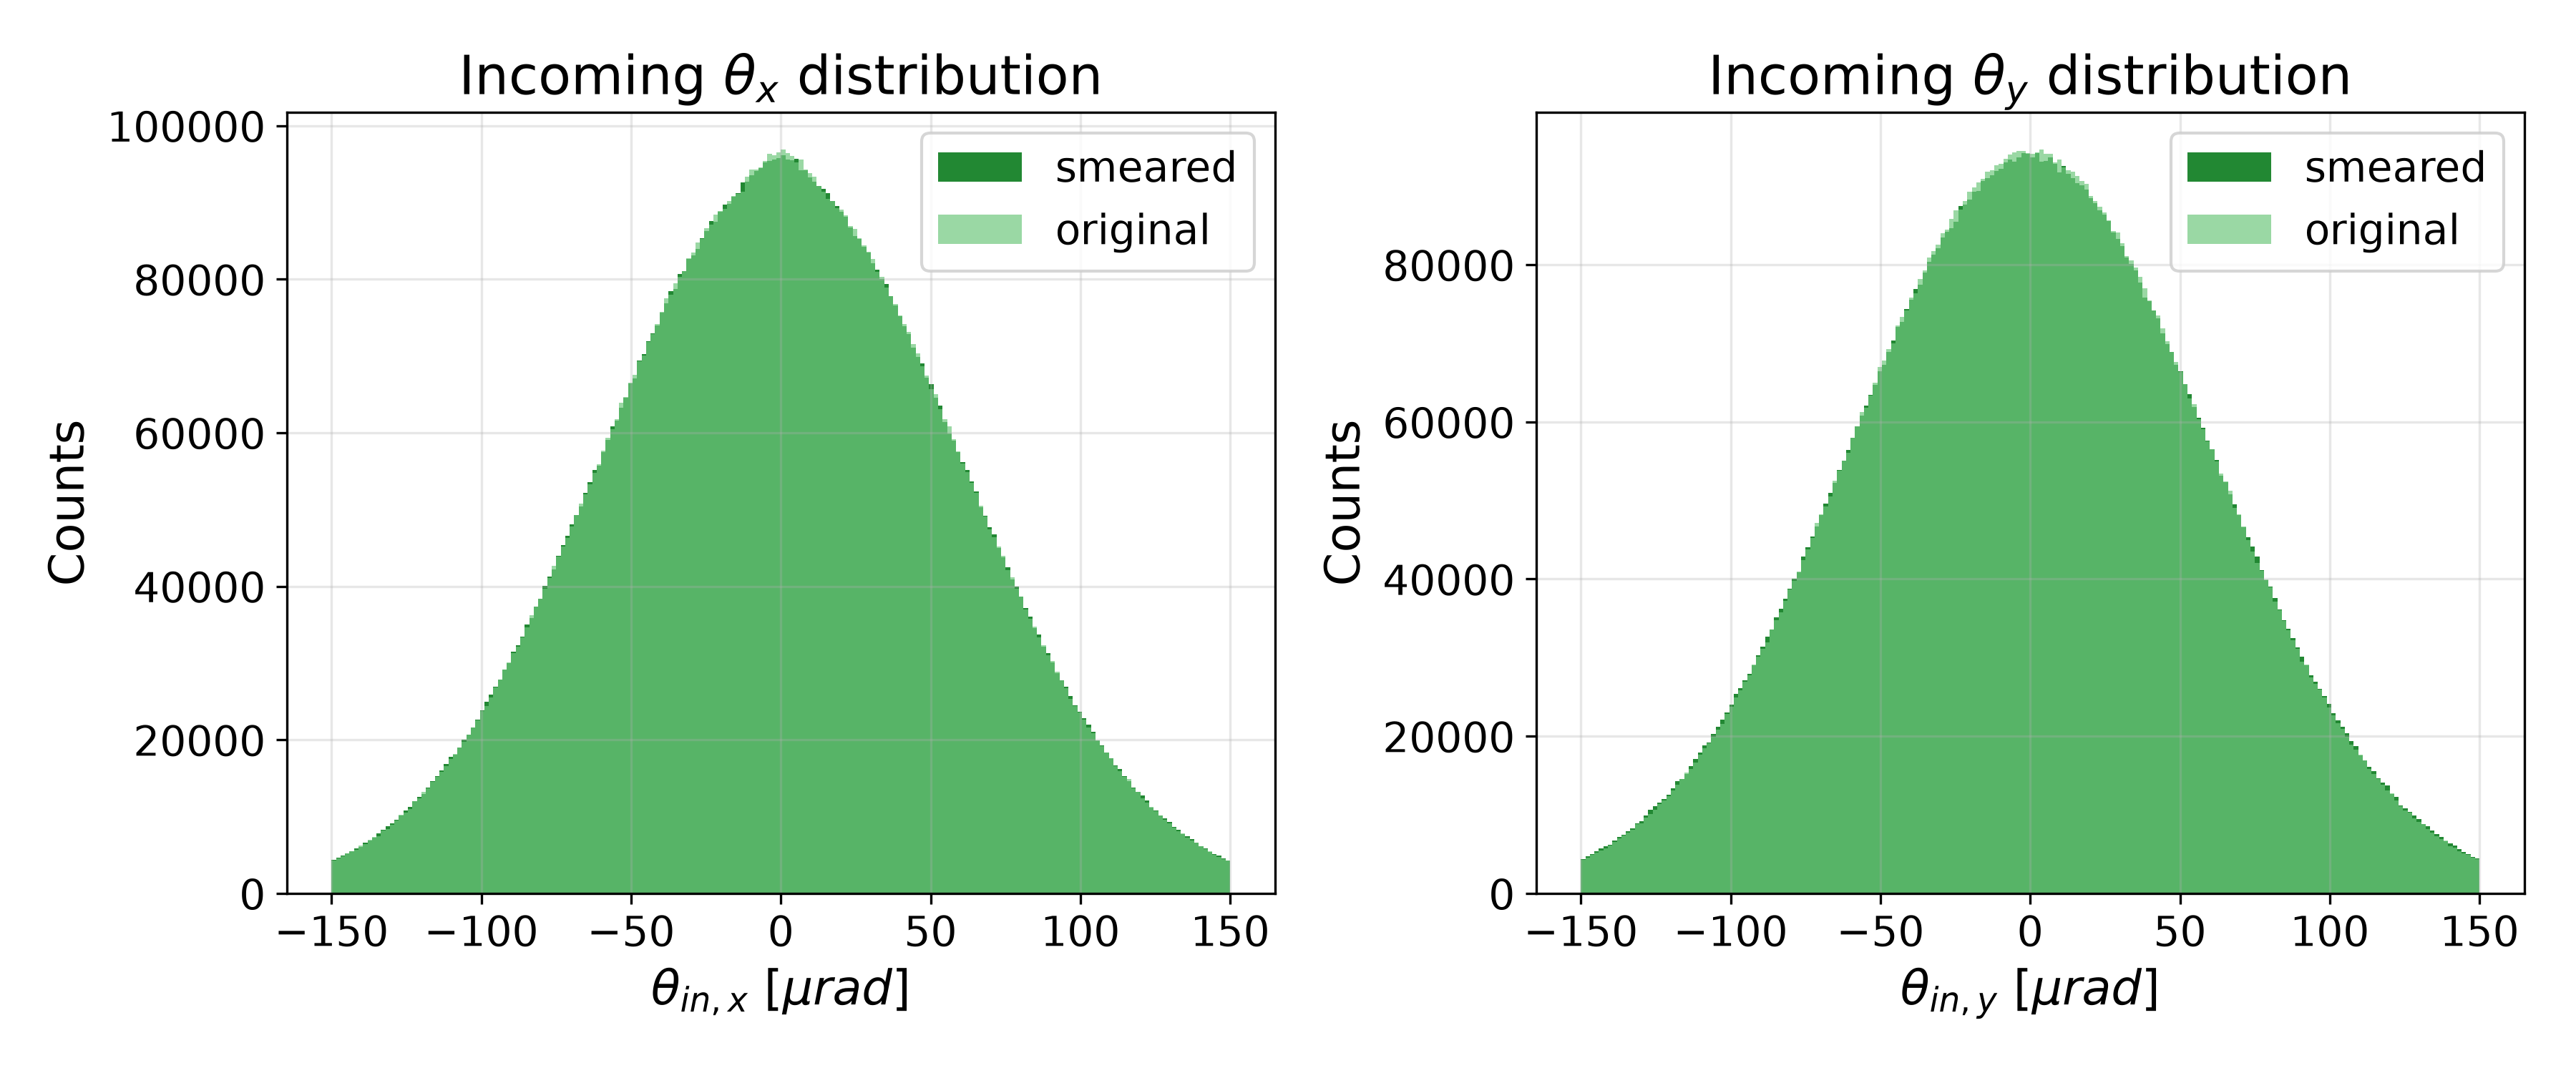 Incoming θx distribution
100000
80000
60000
40000
20000
0
Counts
smeared
original
−150 −100 −50 0 50 100 150
θin, x [μrad]
Incoming θy distribution
80000
60000
40000
20000
0
Counts
smeared
original
−150 −100 −50 0 50 100 150
θin, y [μrad]